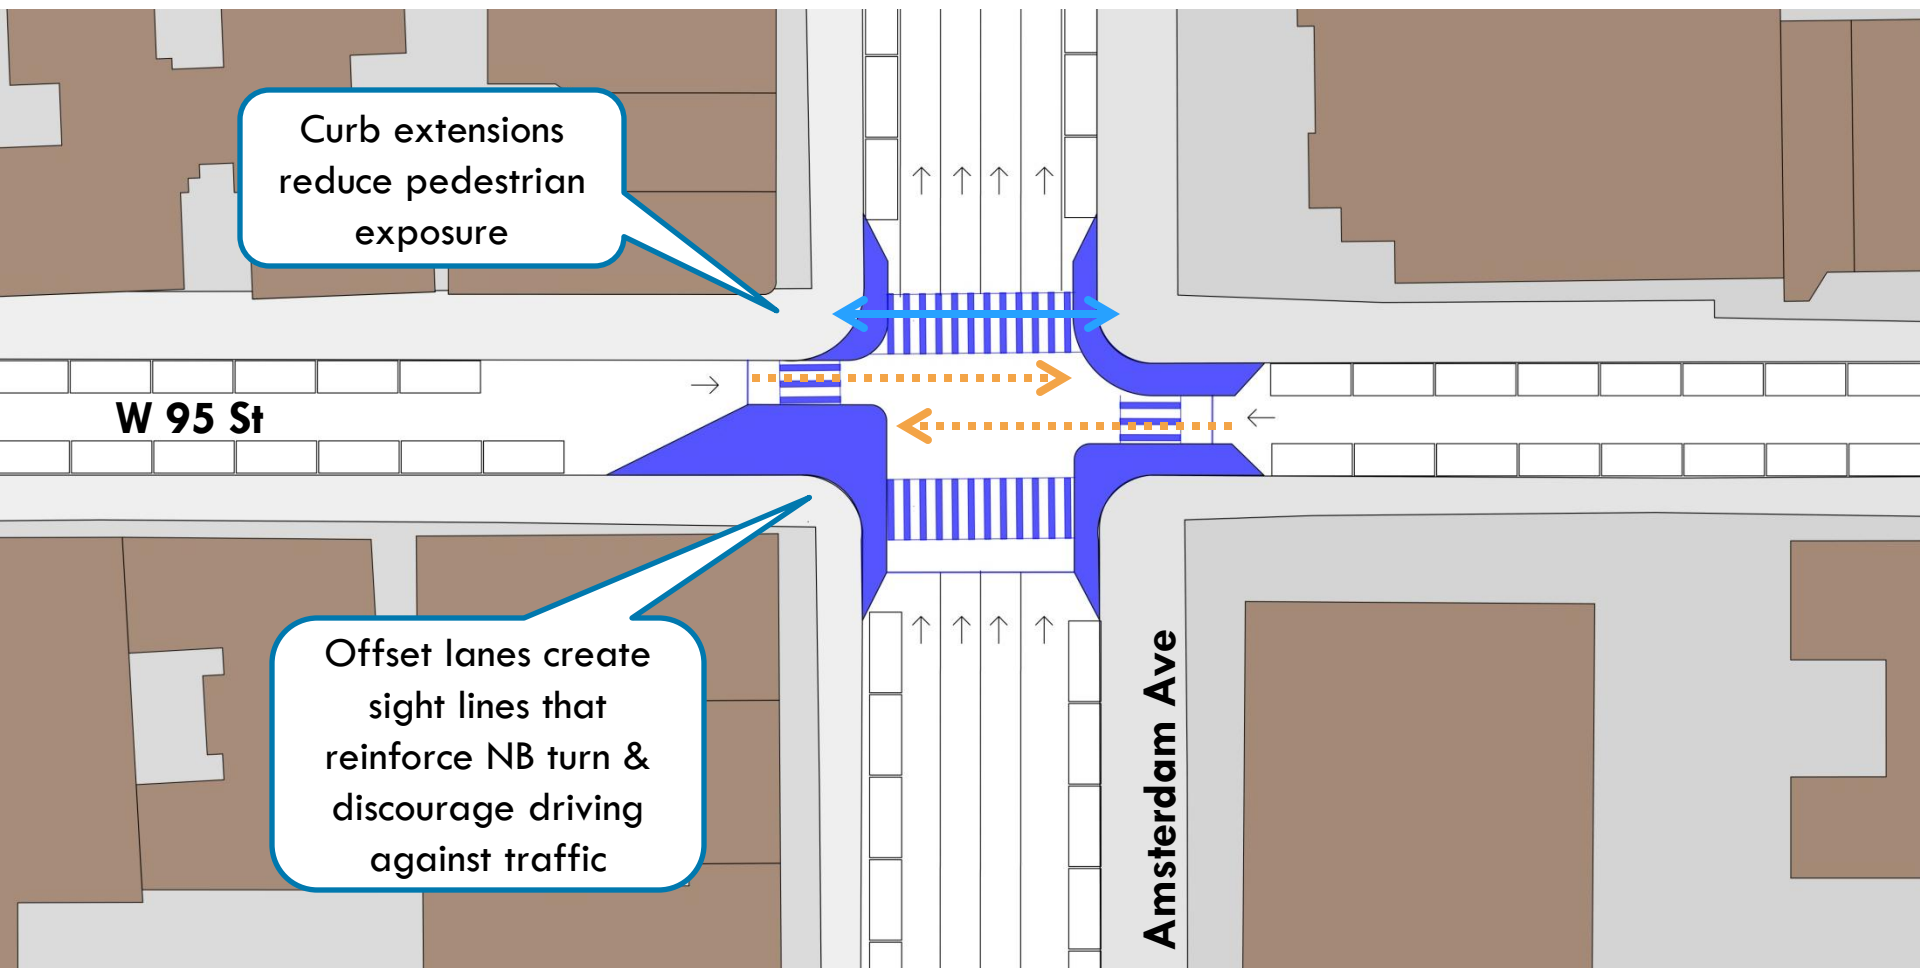 Curb extensions
reduce pedestrian
exposure
W 95 St
Offset lanes create
sight lines that
reinforce NB turn &
discourage driving
against traffic
Amsterdam Ave